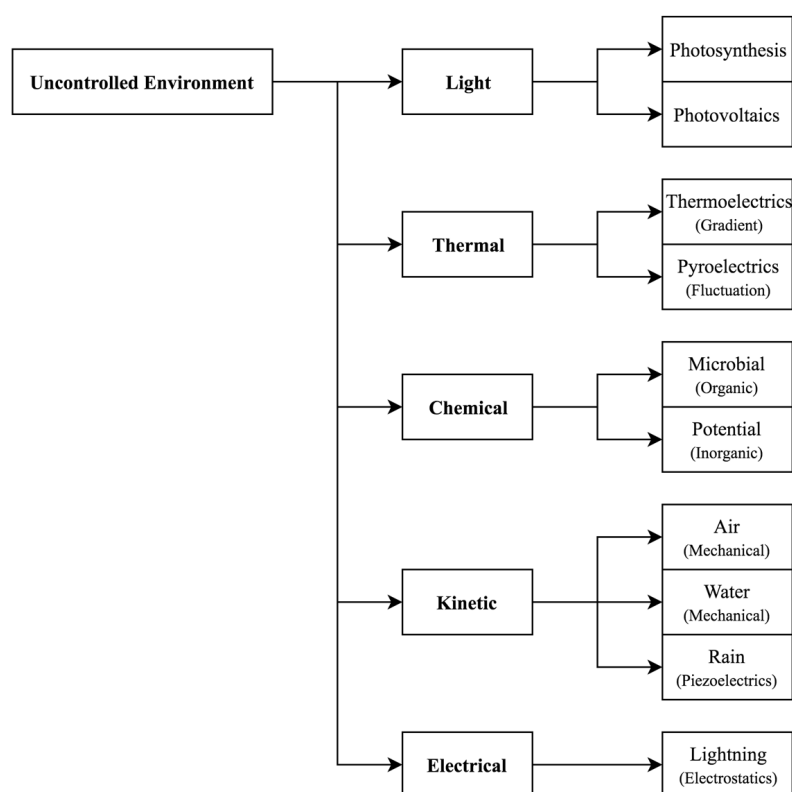 Uncontrolled Environment
Light
Photosynthesis
Photovoltaics
Thermal
Thermoelectrics
(Gradient)
Pyroelectrics
(Fluctuation)
Chemical
Microbial
(Organic)
Potential
(Inorganic)
Kinetic
Air
(Mechanical)
Water
(Mechanical)
Rain
(Piezoelectrics)
Electrical
Lightning
(Electrostatics)